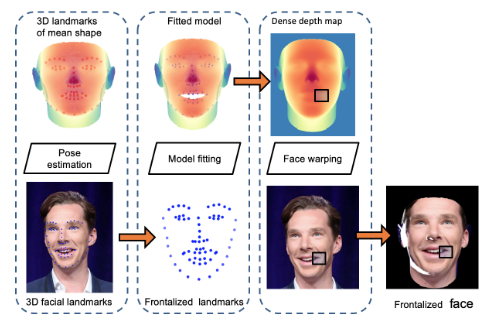 3D landmarks
of mean shape
Fitted model
Dense depth map
Pose
estimation
Model fitting
Face warping
3D facial landmarks
Frontalized landmarks
Frontalized face